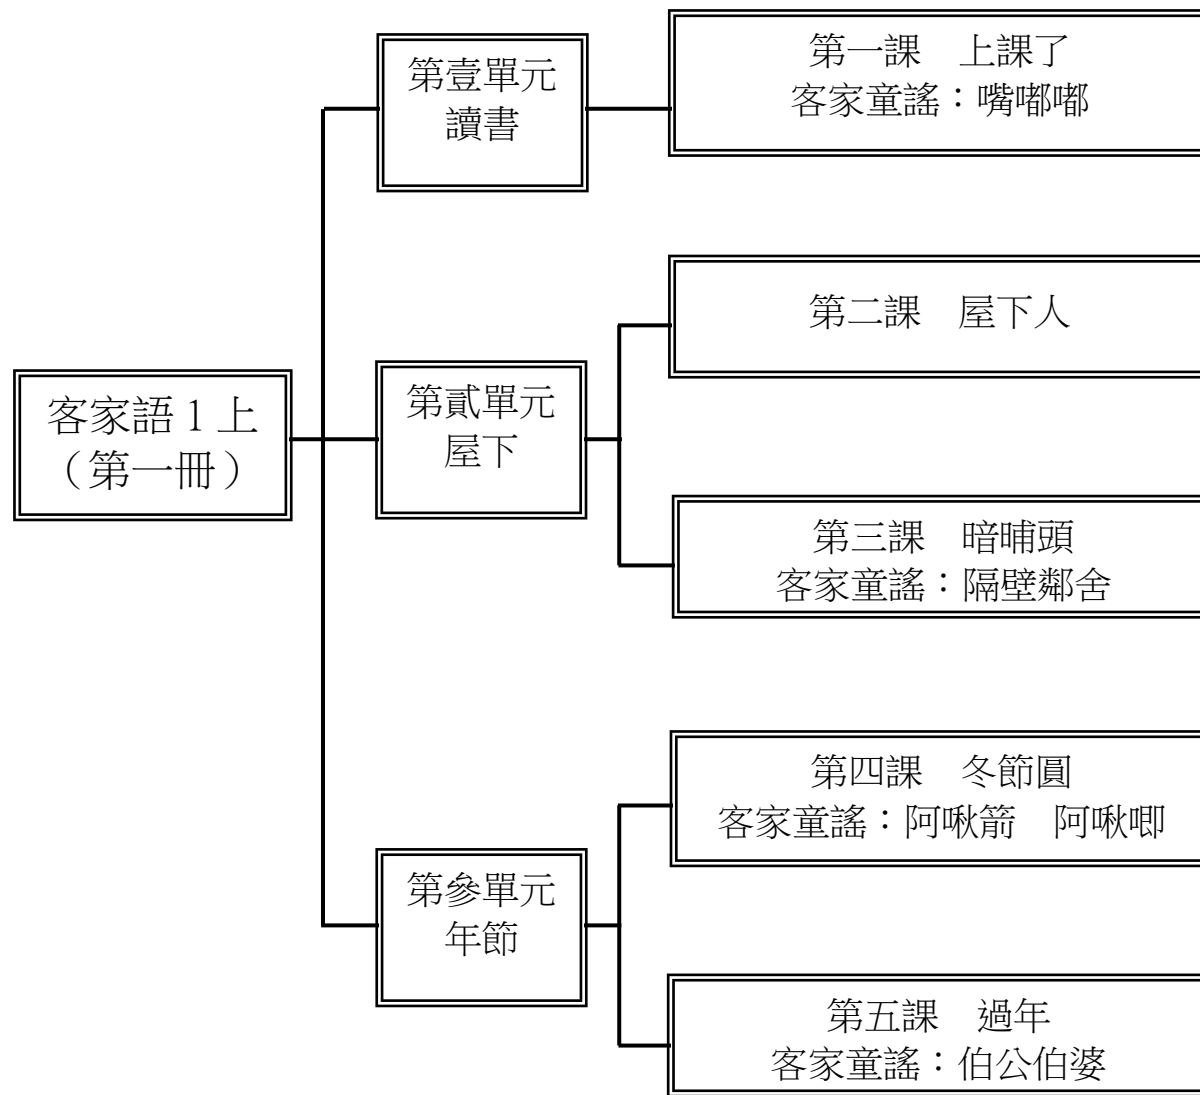 客家語 1 上
（第一冊）
第壹單元
讀書
第一課　上課了
客家童謠：嘴嘟嘟
第貳單元
屋下
第二課　屋下人
第三課　暗晡頭
客家童謠：隔壁鄰舍
第參單元
年節
第四課　冬節圓
客家童謠：阿啾箭　阿啾唧
第五課　過年
客家童謠：伯公伯婆